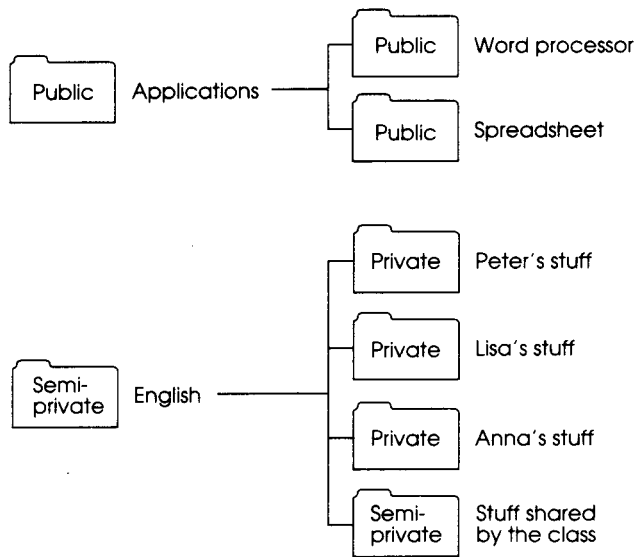 Public Word processor
Public Applications
Public Spreadsheet
Private Peter's stuff
Private Lisa's stuff
Semi-
private English
Private Anna's stuff
Semi-
private
Stuff shared
by the class